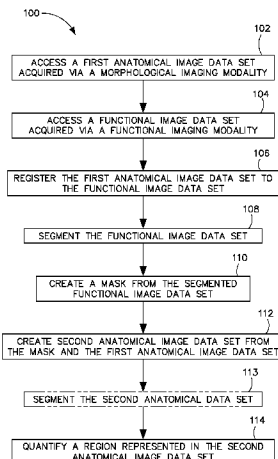 100
102
ACCESS A FIRST ANATOMICAL IMAGE DATA SET
ACQUIRED VIA A MORPHOLOGICAL IMAGING MODALITY
104
ACCESS A FUNCTIONAL IMAGE DATA SET
ACQUIRED VIA A FUNCTIONAL IMAGING MODALITY
106
REGISTER THE FIRST ANATOMICAL IMAGE DATA SET TO
THE FUNCTIONAL IMAGE DATA SET
108
SEGMENT THE FUNCTIONAL IMAGE DATA SET
110
CREATE A MASK FROM THE SEGMENTED
FUNCTIONAL IMAGE DATA SET
112
CREATE SECOND ANATOMICAL IMAGE DATA SET FROM
THE MASK AND THE FIRST ANATOMICAL IMAGE DATA SET
113
SEGMENT THE SECOND ANATOMICAL DATA SET
114
QUANTIFY A REGION REPRESENTED IN THE SECOND
ANATOMICAL IMAGE DATA SET